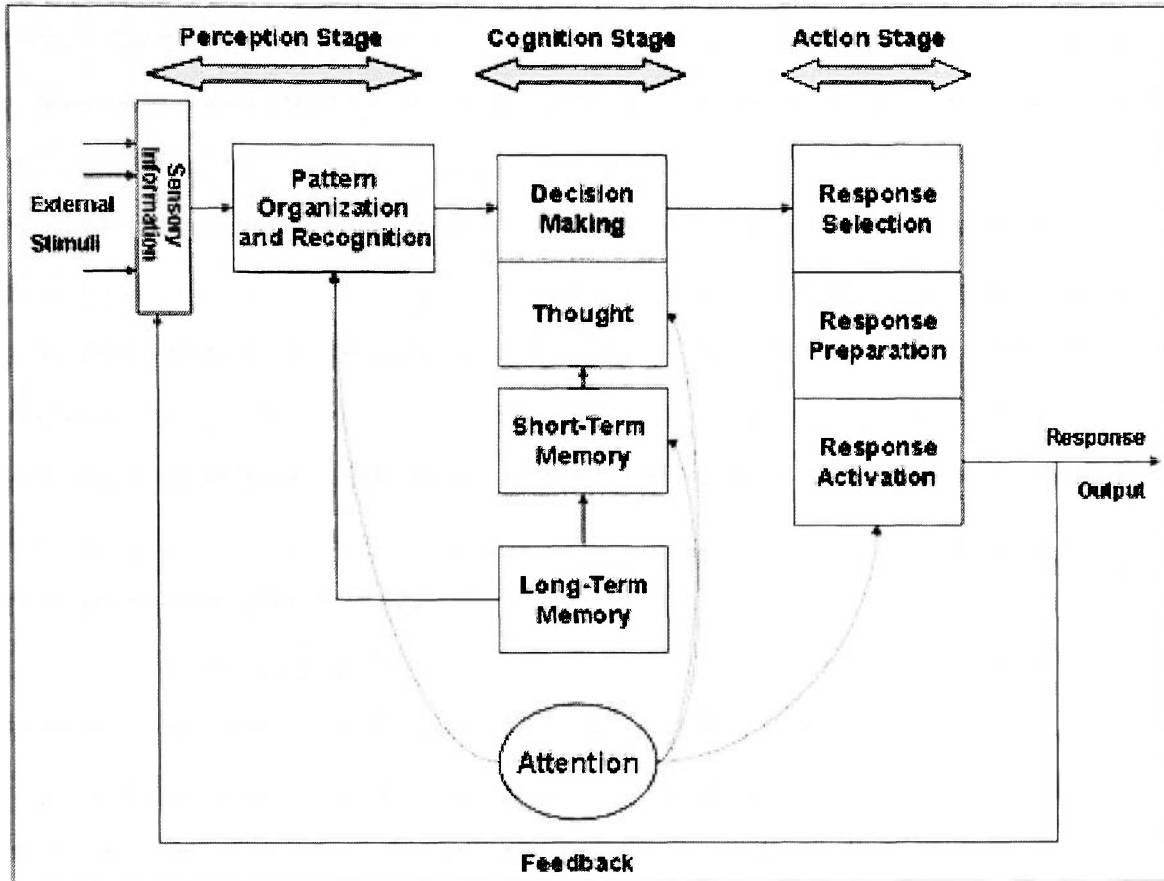 Perception Stage
Cognition Stage
Action Stage
External
Stimuli
Sensory
Information
Pattern
Organization
and Recognition
Decision
Making
Thought
Short-Term
Memory
Long-Term
Memory
Response
Selection
Response
Preparation
Response
Activation
Response
Output
Attention
Feedback